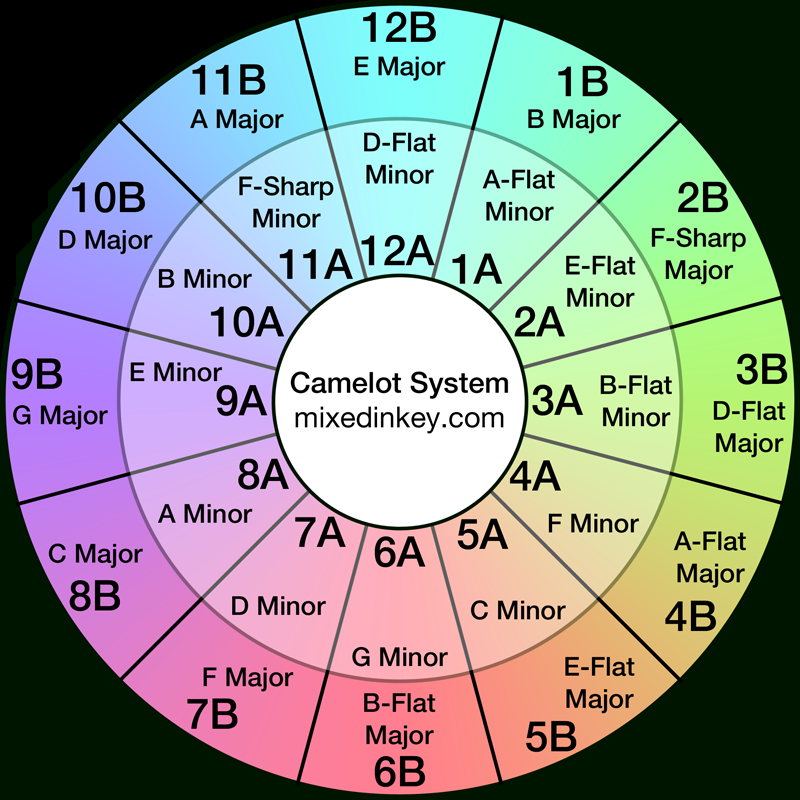 12B
E Major
1B
B Major
2B
F-Sharp
Major
3B
D-Flat
Major
A-Flat
Major
4B
E-Flat
Major
5B
B-Flat
Major
6B
F Major
7B
C Major
8B
9B
G Major
10B
D Major
11B
A Major
D-Flat
Minor
12A
A-Flat
Minor
1A
E-Flat
Minor
2A
B-Flat
Minor
3A
4A
F Minor
5A
C Minor
6A
G Minor
7A
D Minor
8A
A Minor
E Minor
9A
B Minor
10A
F-Sharp
Minor
11A
Camelot System
mixedinkey.com